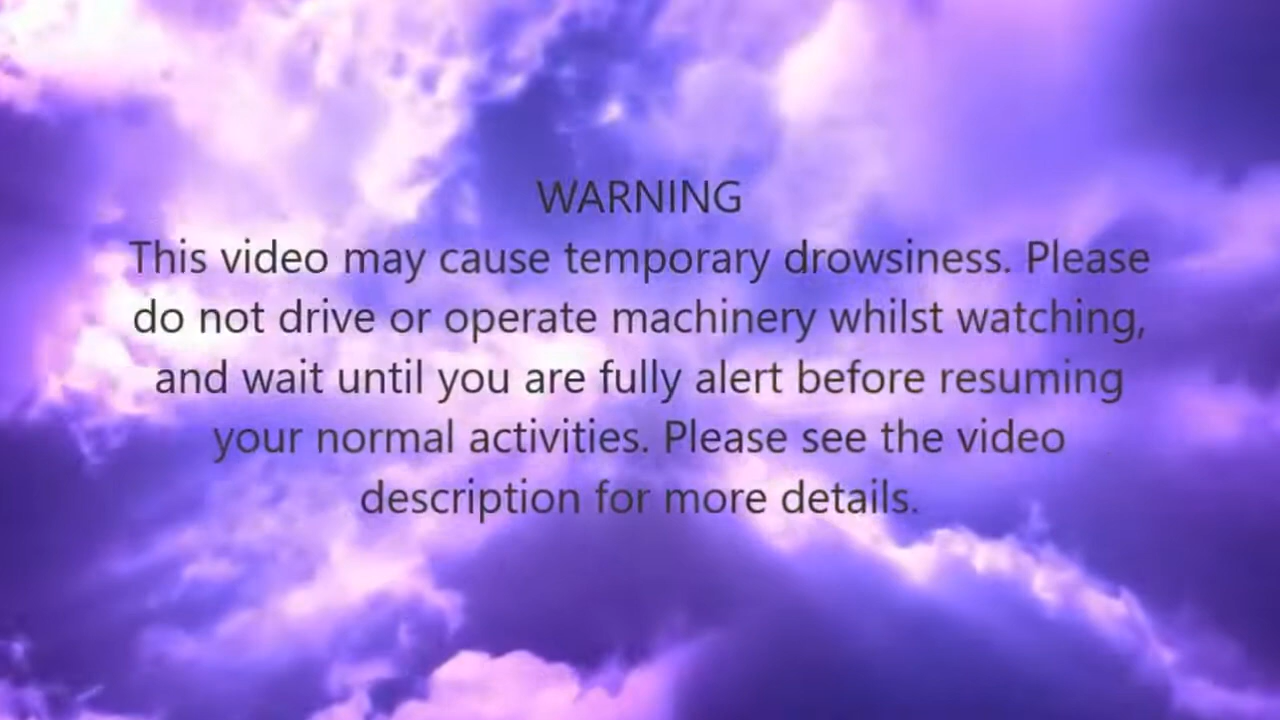 WARNING
This video may cause temporary drowsiness. Please
do not drive or operate machinery whilst watching,
and wait until you are fully alert before resuming
your normal activities. Please see the video
description for more details.